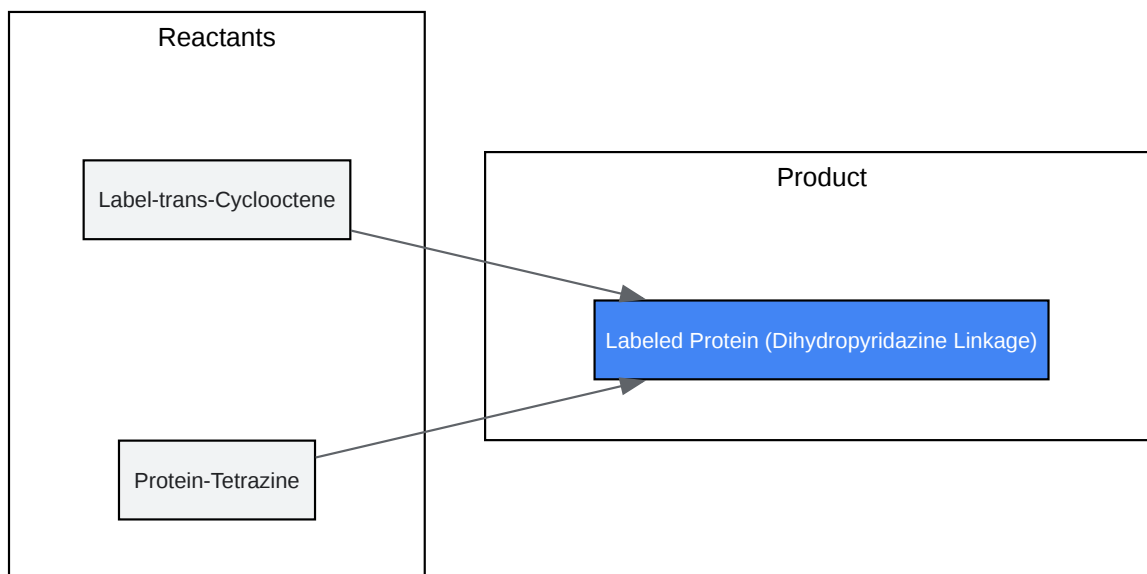 Reactants
Label-trans-Cyclooctene
Protein-Tetrazine
Product
Labeled Protein (Dihydropyridazine Linkage)